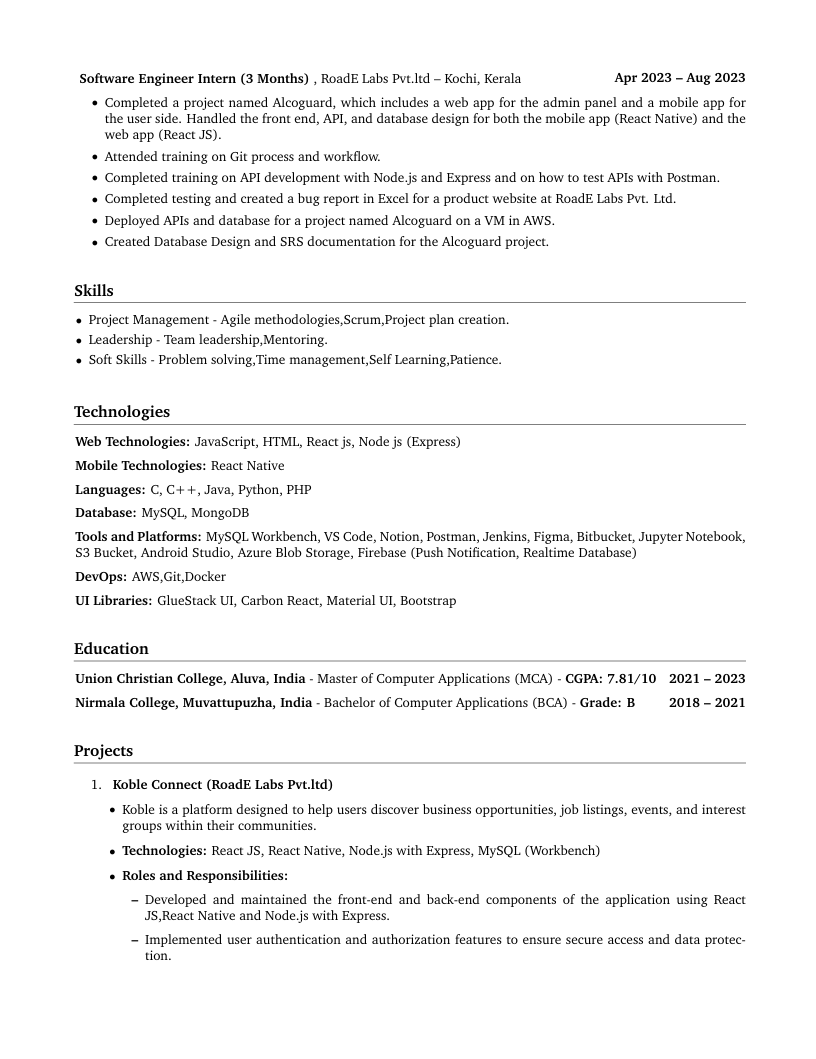 Software Engineer Intern (3 Months) , RoadE Labs Pvt.ltd – Kochi, Kerala Apr 2023 – Aug 2023
• Completed a project named Alcoguard, which includes a web app for the admin panel and a mobile app for
the user side. Handled the front end, API, and database design for both the mobile app (React Native) and the
web app (React JS).
• Attended training on Git process and workflow.
• Completed training on API development with Node.js and Express and on how to test APIs with Postman.
• Completed testing and created a bug report in Excel for a product website at RoadE Labs Pvt. Ltd.
• Deployed APIs and database for a project named Alcoguard on a VM in AWS.
• Created Database Design and SRS documentation for the Alcoguard project.
Skills
• Project Management - Agile methodologies,Scrum,Project plan creation.
• Leadership - Team leadership,Mentoring.
• Soft Skills - Problem solving,Time management,Self Learning,Patience.
Technologies
Web Technologies: JavaScript, HTML, React js, Node js (Express)
Mobile Technologies: React Native
Languages: C, C++, Java, Python, PHP
Database: MySQL, MongoDB
Tools and Platforms: MySQL Workbench, VS Code, Notion, Postman, Jenkins, Figma, Bitbucket, Jupyter Notebook,
S3 Bucket, Android Studio, Azure Blob Storage, Firebase (Push Notification, Realtime Database)
DevOps: AWS,Git,Docker
UI Libraries: GlueStack UI, Carbon React, Material UI, Bootstrap
Education
Union Christian College, Aluva, India - Master of Computer Applications (MCA) - CGPA: 7.81/10 2021 – 2023
Nirmala College, Muvattupuzha, India - Bachelor of Computer Applications (BCA) - Grade: B 2018 – 2021
Projects
1. Koble Connect (RoadE Labs Pvt.ltd)
• Koble is a platform designed to help users discover business opportunities, job listings, events, and interest
groups within their communities.
• Technologies: React JS, React Native, Node.js with Express, MySQL (Workbench)
• Roles and Responsibilities:
– Developed and maintained the front-end and back-end components of the application using React
JS,React Native and Node.js with Express.
– Implemented user authentication and authorization features to ensure secure access and data protec-
tion.